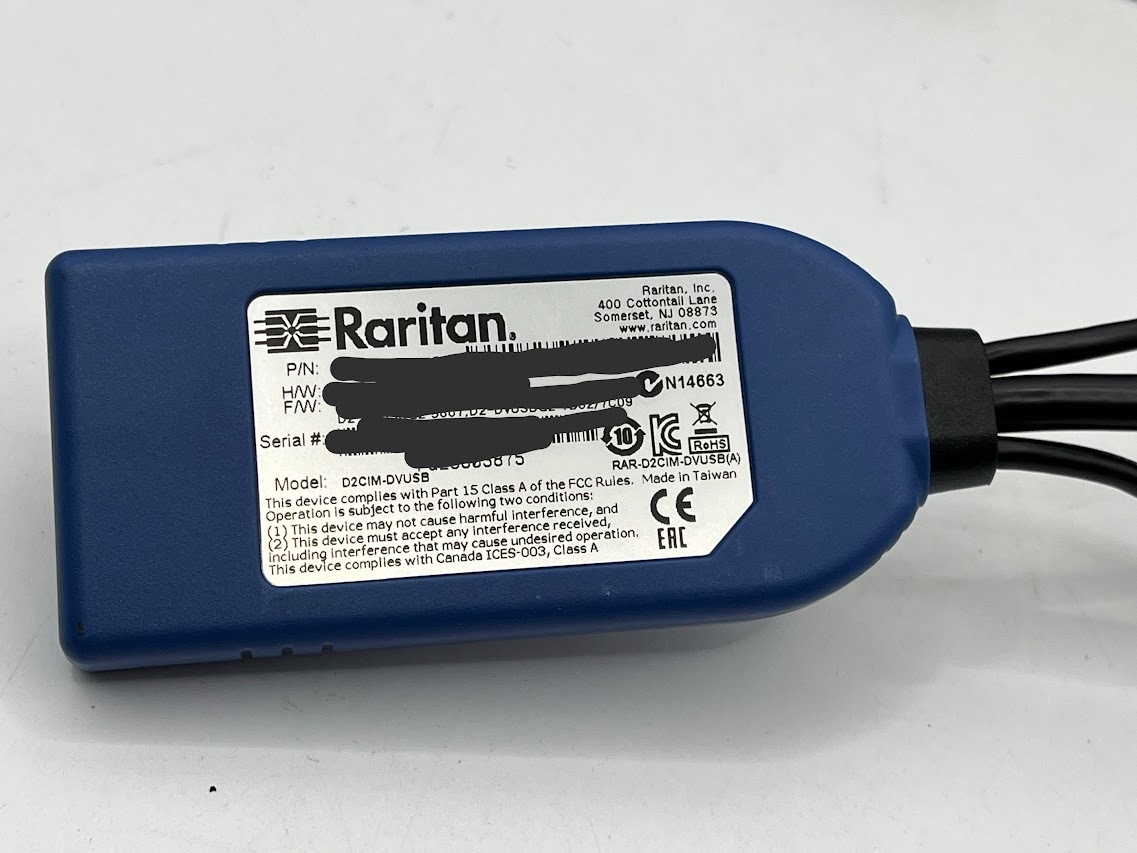 Raritan
Raritan, Inc.
400 Cottontail Lane
Somerset, NJ 08873
www.raritan.com
P/N:
H/W:
F/W:
N14663
Serial #:
10
RoHS
RAR-D2CIM-DVUSB(A)
Model: D2CIM-DVUSB
Made in Taiwan
This device complies with Part 15 Class A of the FCC Rules.
Operation is subject to the following two conditions:
(1) This device may not cause harmful interference, and
(2) This device must accept any interference received,
including interference that may cause undesired operation.
This device complies with Canada ICES-003, Class A
CE
EAC